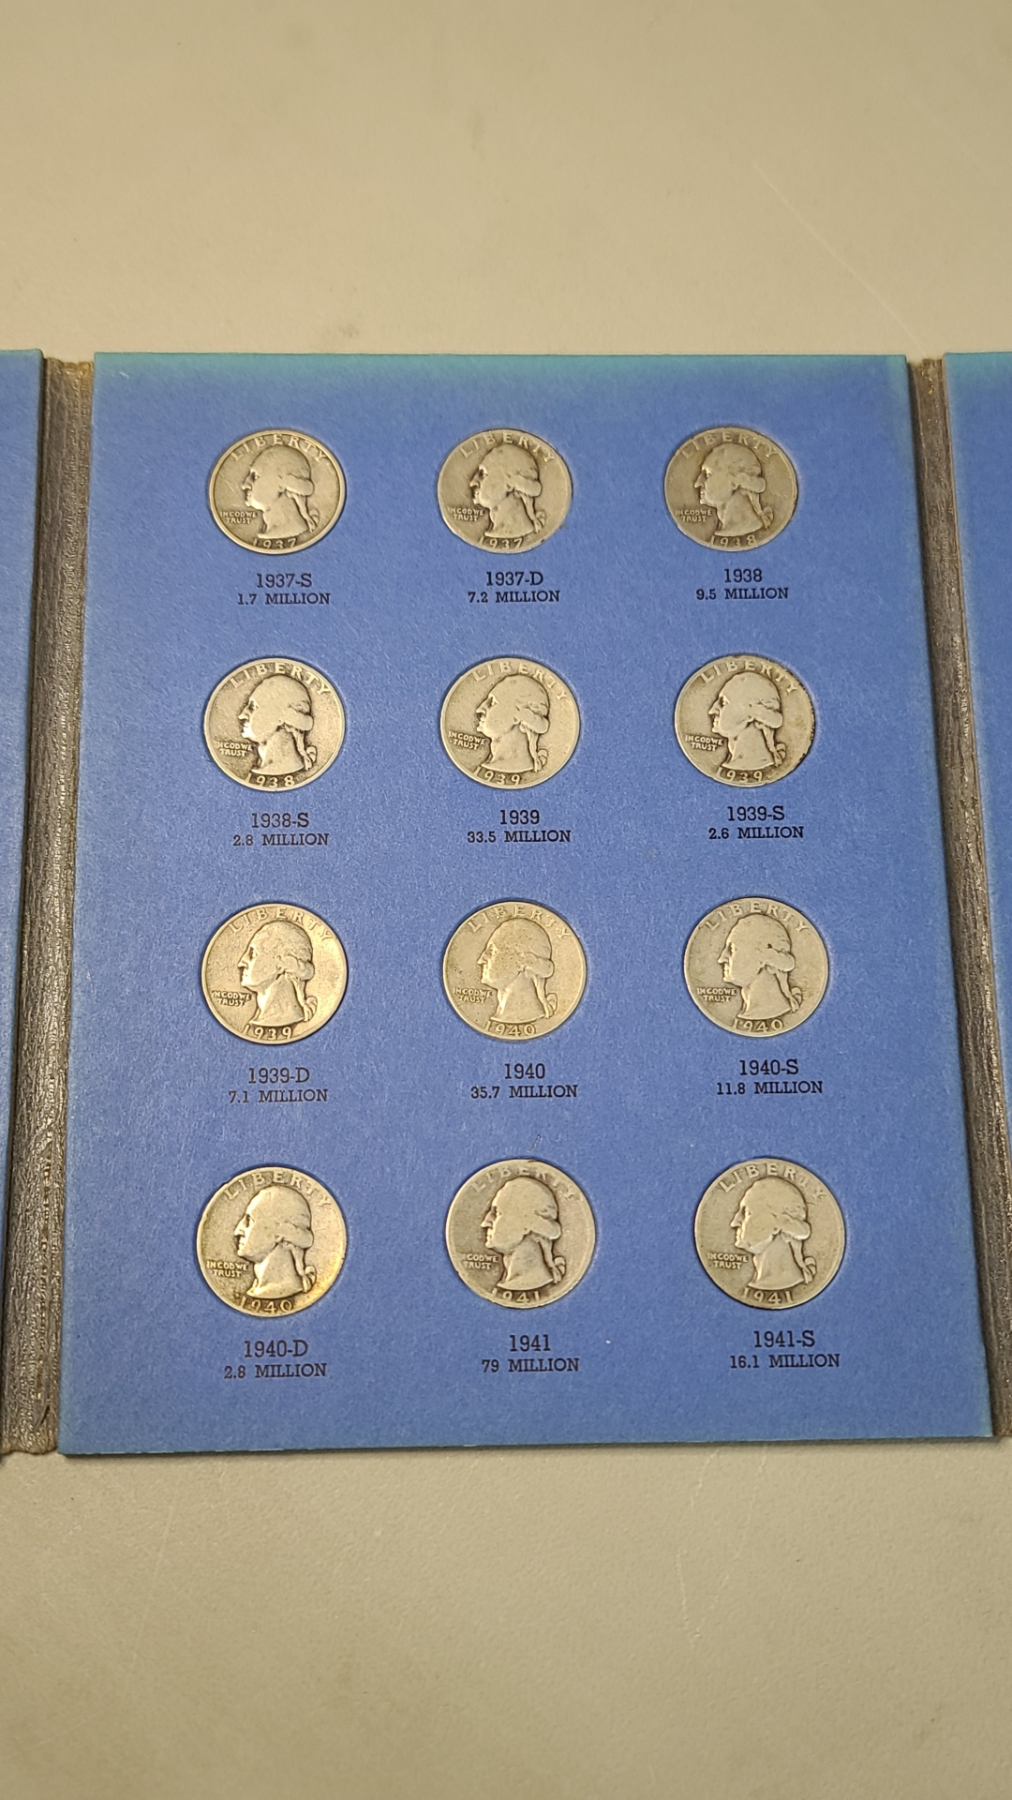 LIBERTY
IN GOD WE
TRUST
1937
1937-S
1.7 MILLION
LIBERTY
IN GOD WE
TRUST
1937
1937-D
7.2 MILLION
LIBERTY
IN GOD WE
TRUST
1938
1938
9.5 MILLION
LIBERTY
IN GOD WE
TRUST
1938
1938-S
2.8 MILLION
LIBERTY
IN GOD WE
TRUST
1939
1939
33.5 MILLION
LIBERTY
IN GOD WE
TRUST
1939
1939-S
2.6 MILLION
LIBERTY
IN GOD WE
TRUST
1939
1939-D
7.1 MILLION
LIBERTY
IN GOD WE
TRUST
1940
1940
35.7 MILLION
LIBERTY
IN GOD WE
TRUST
1940
1940-S
11.8 MILLION
LIBERTY
IN GOD WE
TRUST
1940
1940-D
2.8 MILLION
LIBERTY
IN GOD WE
TRUST
1941
1941
79 MILLION
LIBERTY
IN GOD WE
TRUST
1941
1941-S
16.1 MILLION